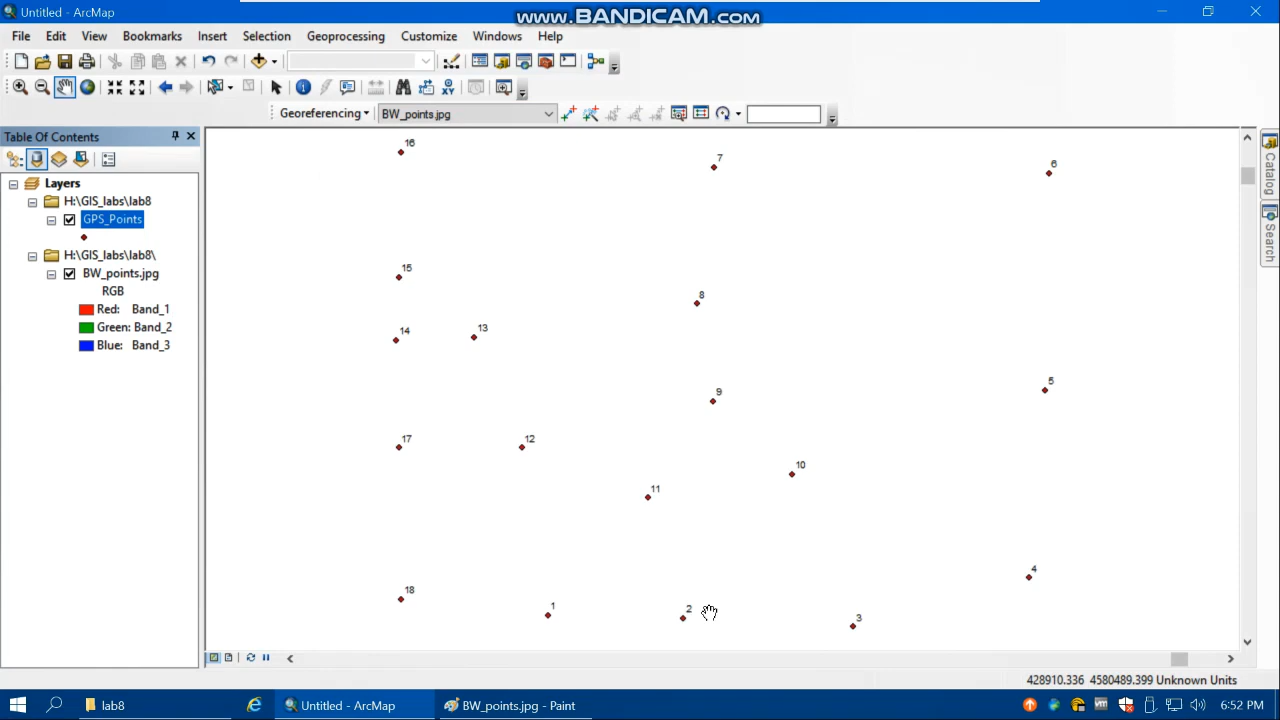 Untitled - ArcMap
www.BANDICAM.com
File Edit View Bookmarks Insert Selection Geoprocessing Customize Windows Help
Georeferencing BW_points.jpg
Table Of Contents
Layers
H:\GIS_labs\lab8
GPS_Points
H:\GIS_labs\lab8\
BW_points.jpg
RGB
Red: Band_1
Green: Band_2
Blue: Band_3
16
7
6
15
8
14
13
9
5
17
12
10
11
4
18
1
2
3
Catalog
Search
428910.336 4580489.399 Unknown Units
lab8
Untitled - ArcMap
BW_points.jpg - Paint
6:52 PM